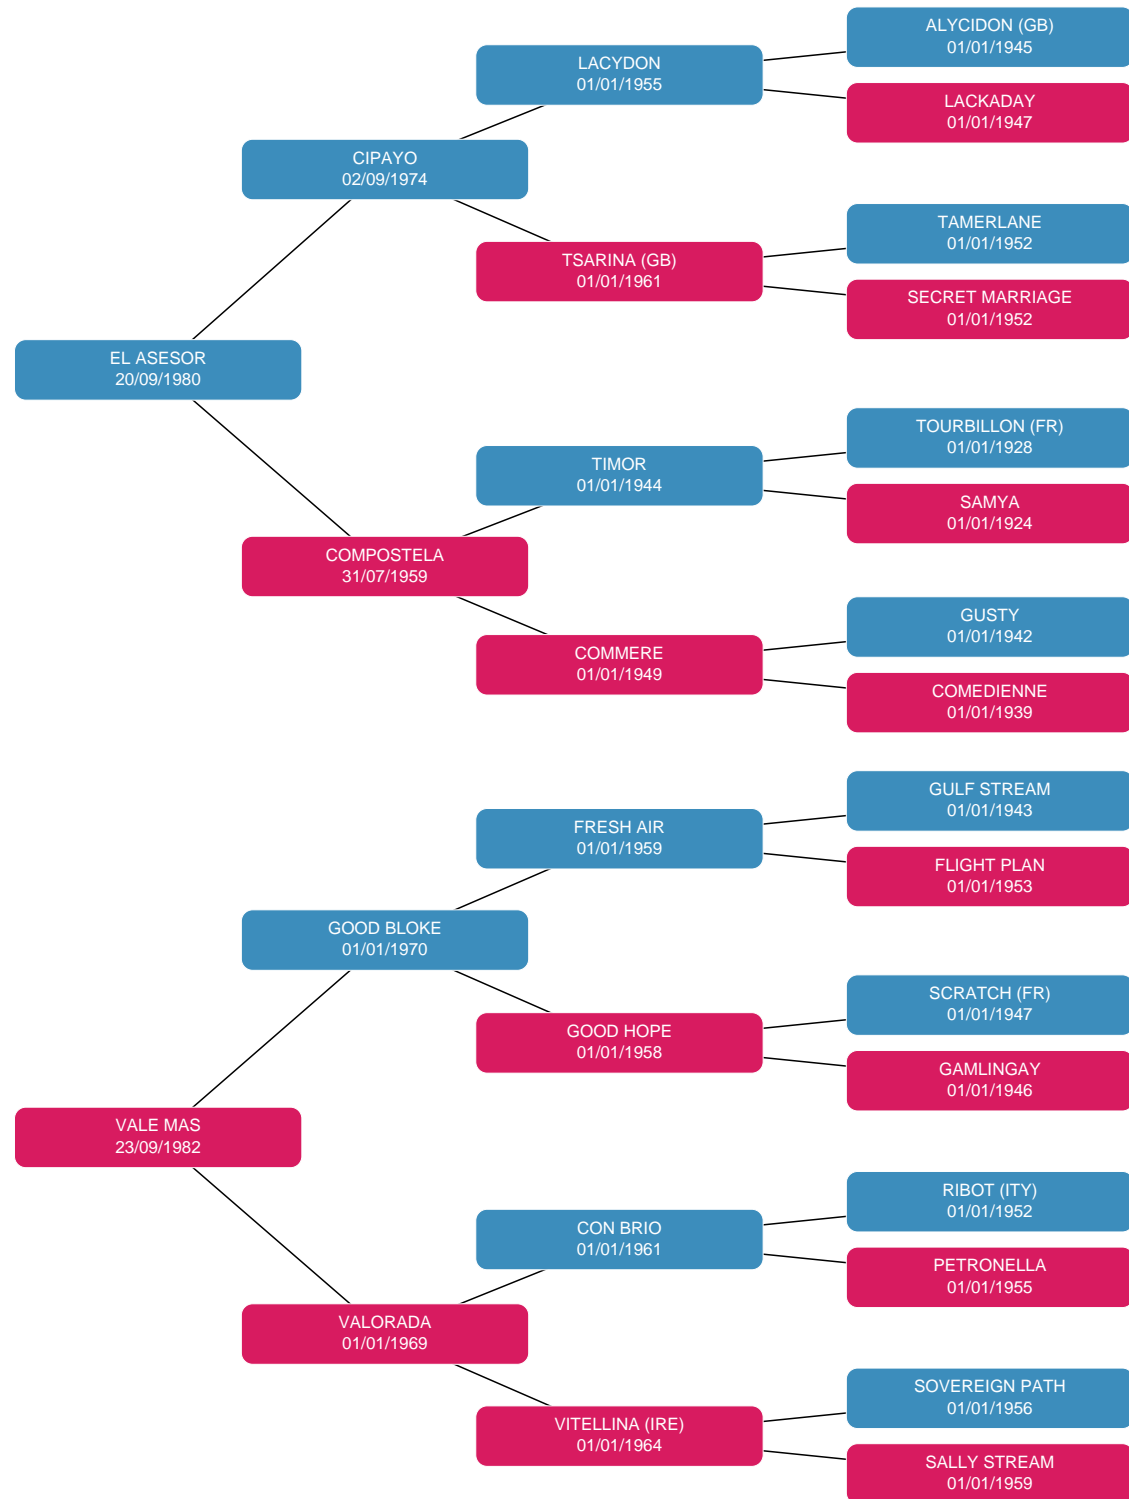 ALYCIDON (GB)
01/01/1945
LACYDON
01/01/1955
LACKADAY
01/01/1947
CIPAYO
02/09/1974
TAMERLANE
01/01/1952
TSARINA (GB)
01/01/1961
SECRET MARRIAGE
01/01/1952
EL ASESOR
20/09/1980
TOURBILLON (FR)
01/01/1928
TIMOR
01/01/1944
SAMYA
01/01/1924
COMPOSTELA
31/07/1959
GUSTY
01/01/1942
COMMERE
01/01/1949
COMEDIENNE
01/01/1939
GULF STREAM
01/01/1943
FRESH AIR
01/01/1959
FLIGHT PLAN
01/01/1953
GOOD BLOKE
01/01/1970
SCRATCH (FR)
01/01/1947
GOOD HOPE
01/01/1958
GAMLINGAY
01/01/1946
VALE MAS
23/09/1982
RIBOT (ITY)
01/01/1952
CON BRIO
01/01/1961
PETRONELLA
01/01/1955
VALORADA
01/01/1969
SOVEREIGN PATH
01/01/1956
VITELLINA (IRE)
01/01/1964
SALLY STREAM
01/01/1959